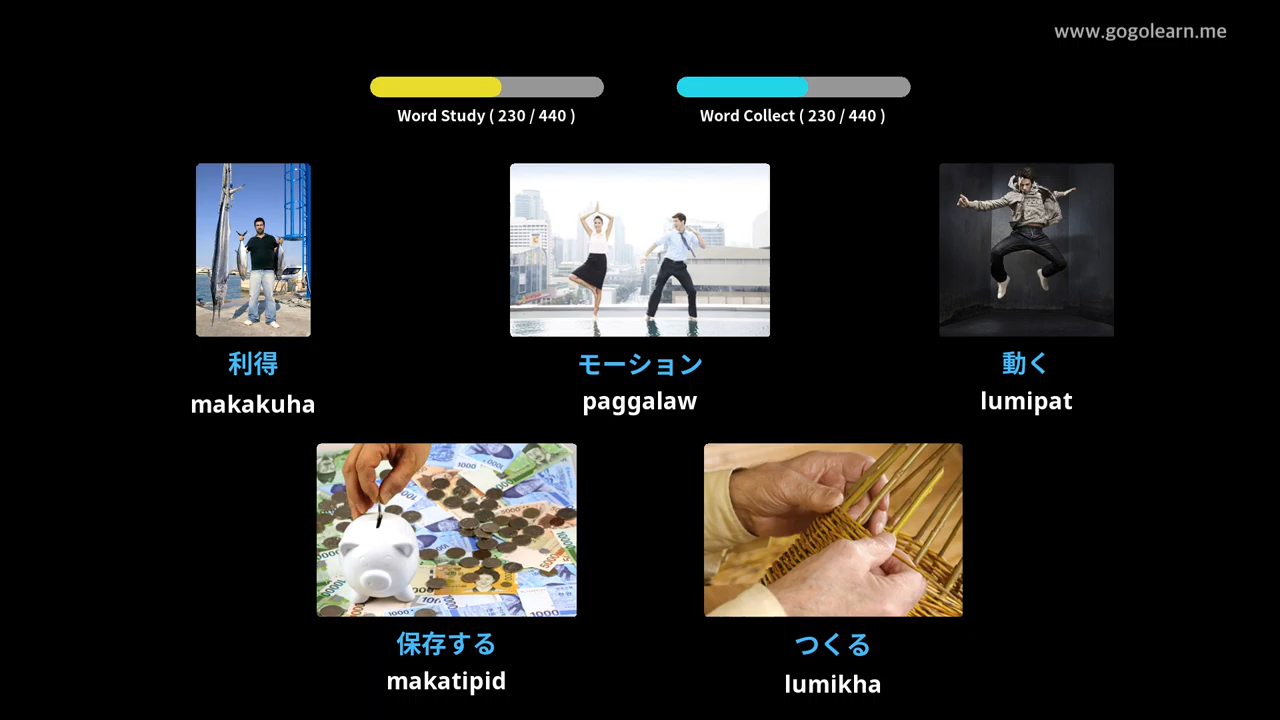 www.gogolearn.me
Word Study ( 230 / 440 )
Word Collect ( 230 / 440 )
利得
makakuha
モーション
paggalaw
動く
lumipat
保存する
makatipid
つくる
lumikha